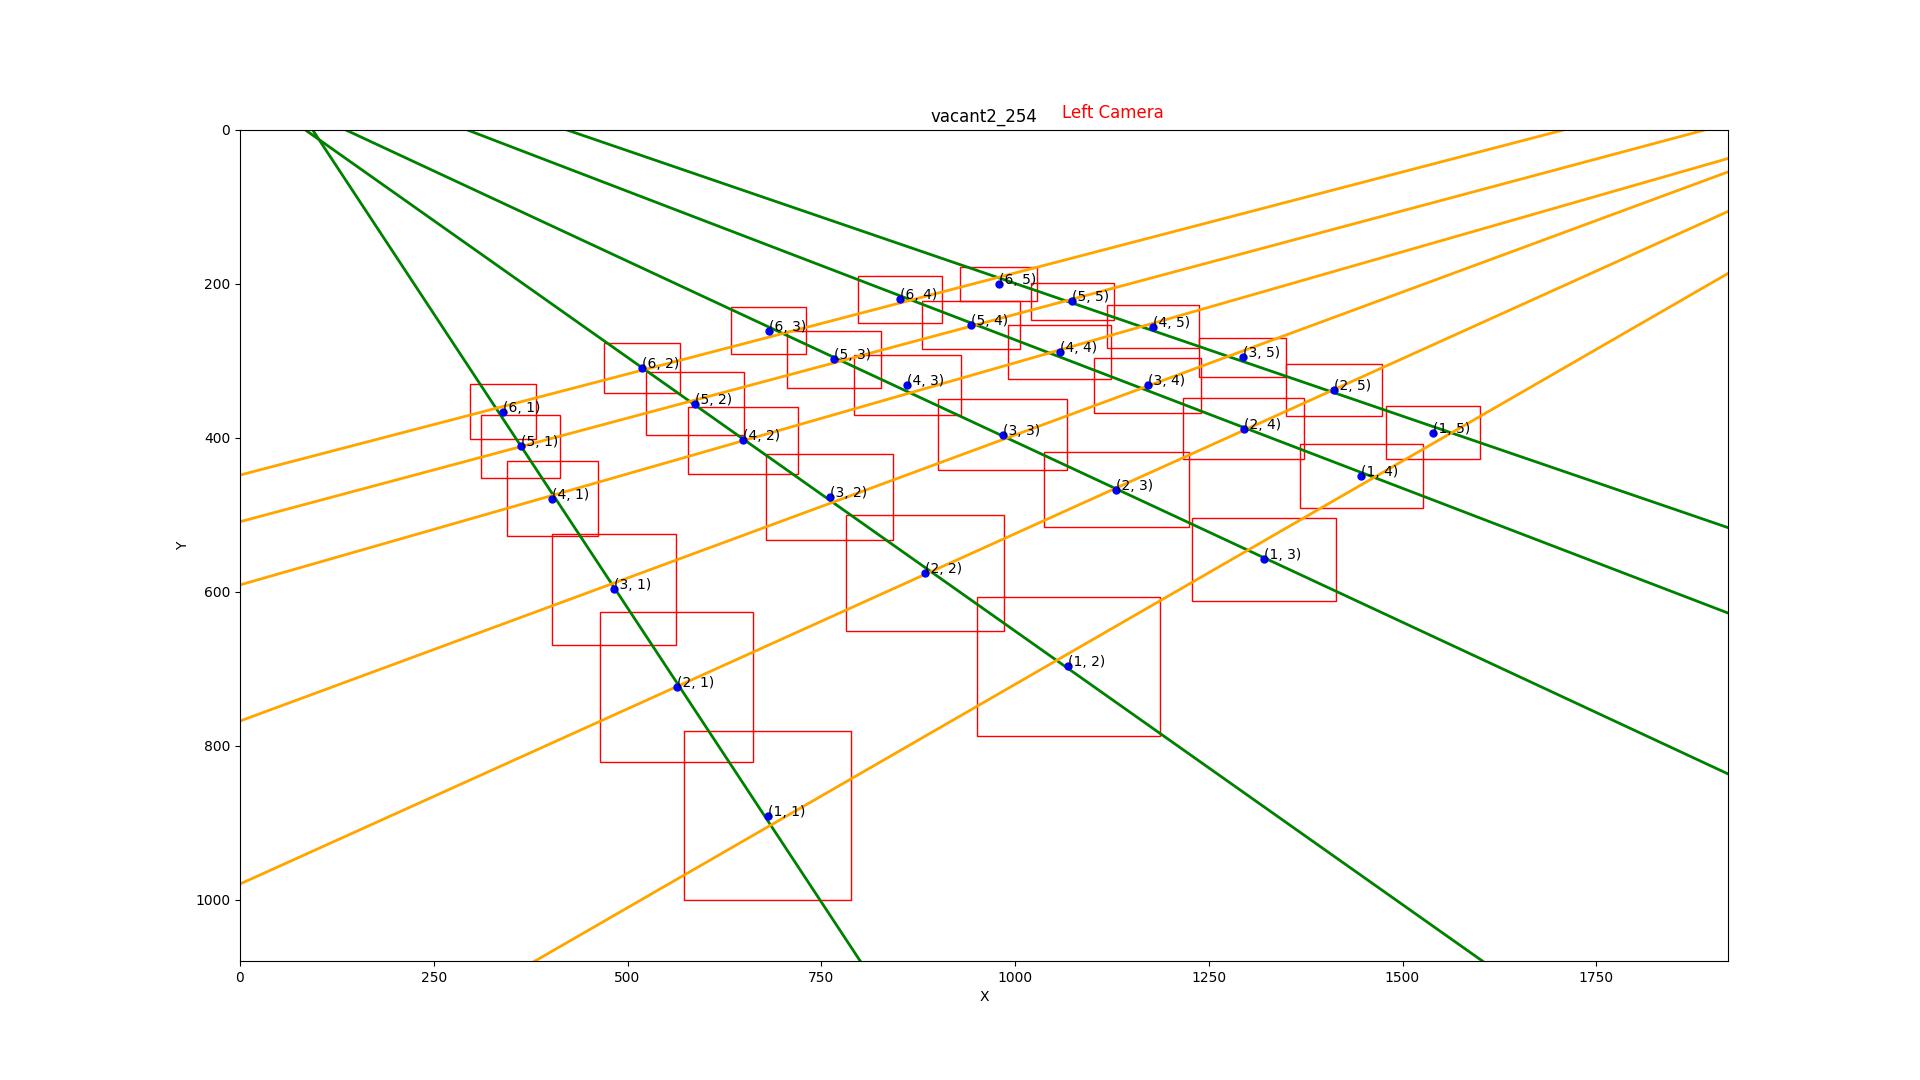 vacant2_254 Left Camera
0
200
400
600
800
1000
Y
(6, 5)
(6, 4) (5, 5)
(5, 4) (4, 5)
(6, 3)
(5, 3) (4, 4) (3, 5)
(6, 2)
(4, 3) (3, 4) (2, 5)
(5, 2)
(6, 1)
(5, 1) (4, 2) (3, 3) (2, 4) (1, 5)
(4, 1) (3, 2) (2, 3) (1, 4)
(3, 1) (2, 2) (1, 3)
(2, 1) (1, 2)
(1, 1)
0 250 500 750 1000 1250 1500 1750
X